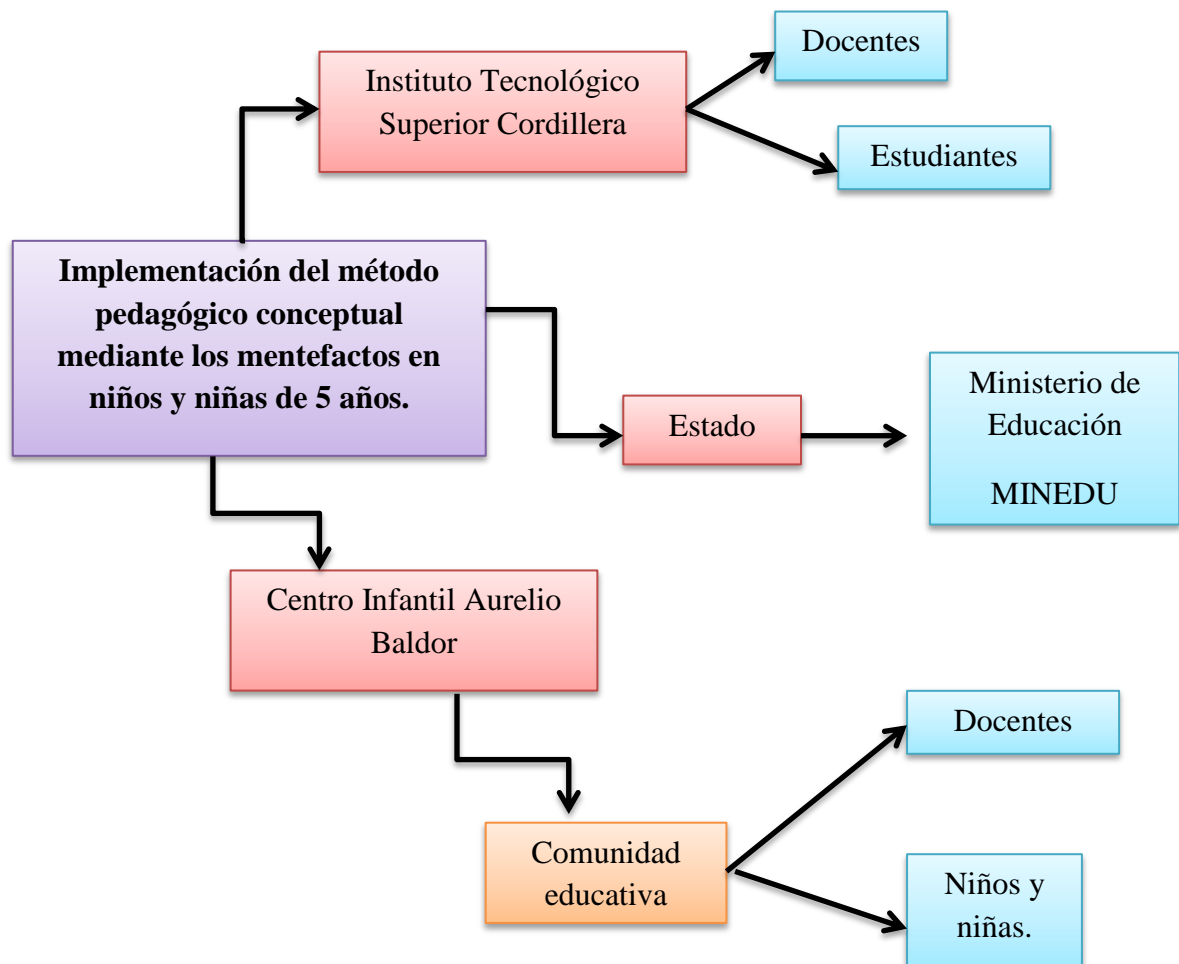 Instituto Tecnológico
Superior Cordillera
Docentes
Estudiantes
Implementación del método
pedagógico conceptual
mediante los mentefactos en
niños y niñas de 5 años.
Estado
Ministerio de
Educación
MINEDU
Centro Infantil Aurelio
Baldor
Comunidad
educativa
Docentes
Niños y
niñas.